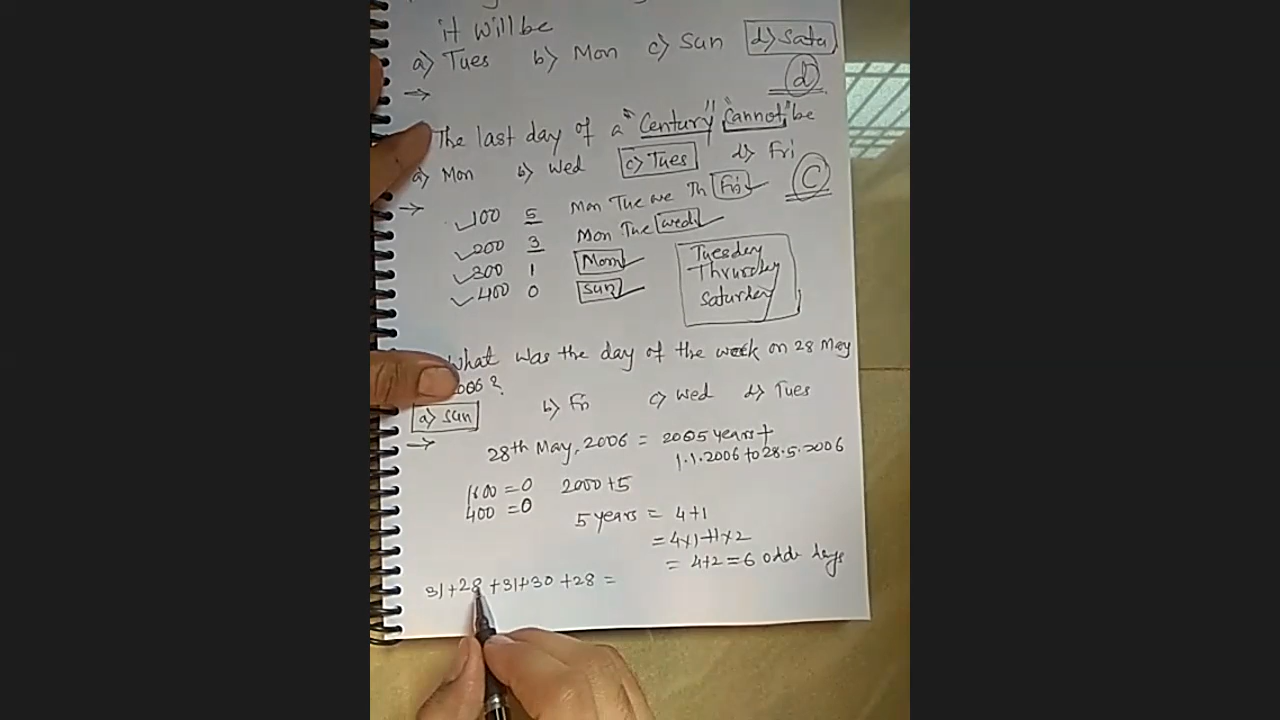 it will be
a) Tues b) Mon c) Sun d) Satu
d
The last day of a "Century" "Cannot" be
a) Mon b) Wed c) Tues d) Fri
C
100 5 Mon Tue We Th Fri
200 3 Mon Tue Wed
300 1 Mon
400 0 Sun
Tuesday
Thrursday
Saturday
What was the day of the week on 28 May
2006?
a) Sun b) Fri c) Wed d) Tues
28th May, 2006 = 2005 years +
1.1.2006 to 28.5.2006
1600 = 0 2000+5
400 = 0
5 years = 4+1
= 4×1+1×2
= 4+2 = 6 odd days
31+28+31+30+28 =